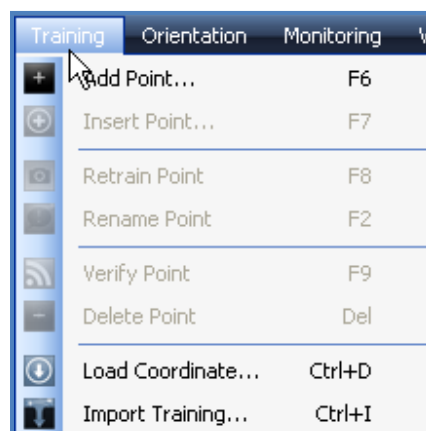 Training Orientation Monitoring
Add Point... F6
Insert Point... F7
Retrain Point F8
Rename Point F2
Verify Point F9
Delete Point Del
Load Coordinate... Ctrl+D
Import Training... Ctrl+I